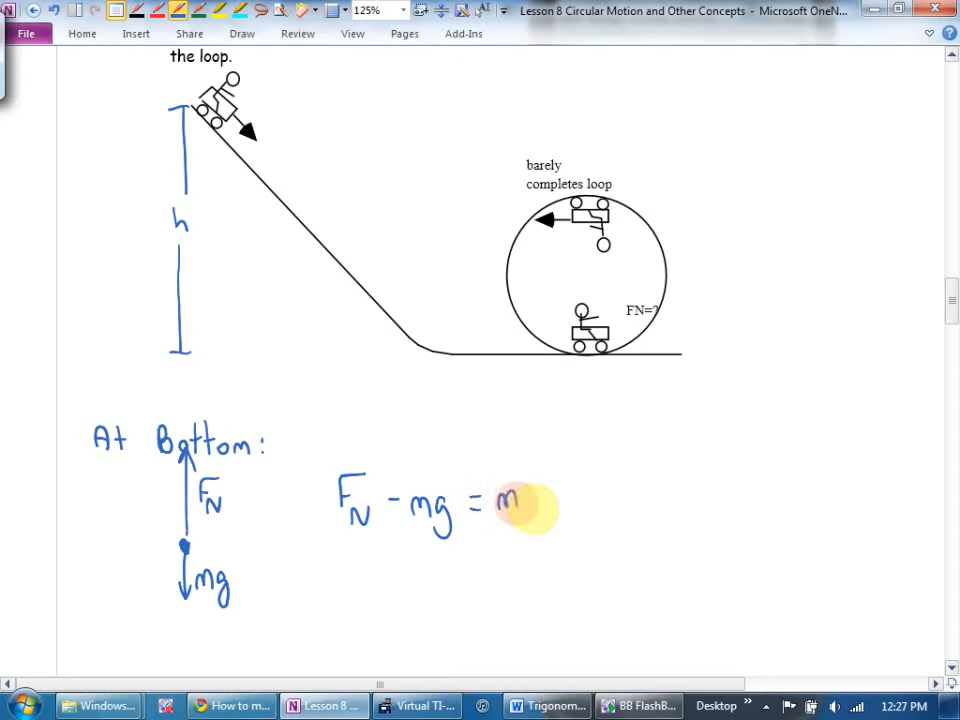 125%
Lesson 8 Circular Motion and Other Concepts - Microsoft OneN...
File Home Insert Share Draw Review View Pages Add-Ins
the loop.
barely
completes loop
h
FN=?
At Bottom:
FN
FN - mg = m
mg
Windows... How to m... Lesson 8 ... Virtual TI-... Trigonom... BB FlashB... Desktop » 12:27 PM